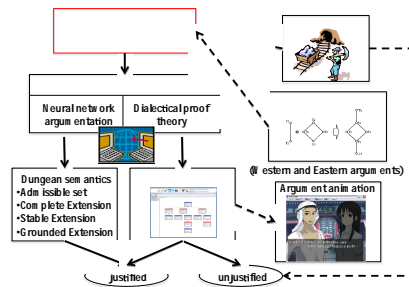 Neural network
argumentation
Dialectical proof
theory
(Western and Eastern arguments)
Dungean semantics
•Admissible set
•Complete Extension
•Stable Extension
•Grounded Extension
Argument animation
justified
unjustified